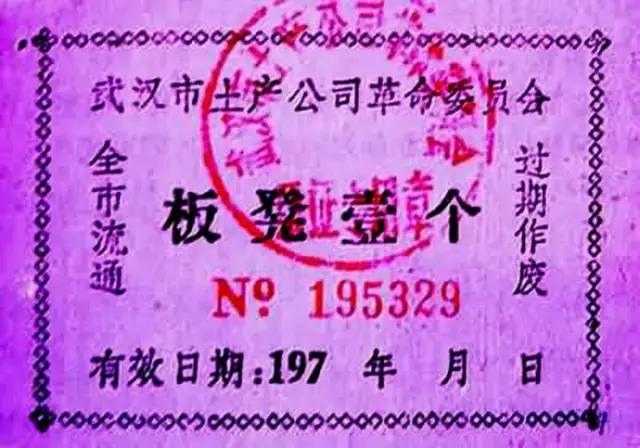 武汉市土产公司革命委员会
全市流通
板凳壹个
过期作废
Nº 195329
有效日期:197 年 月 日